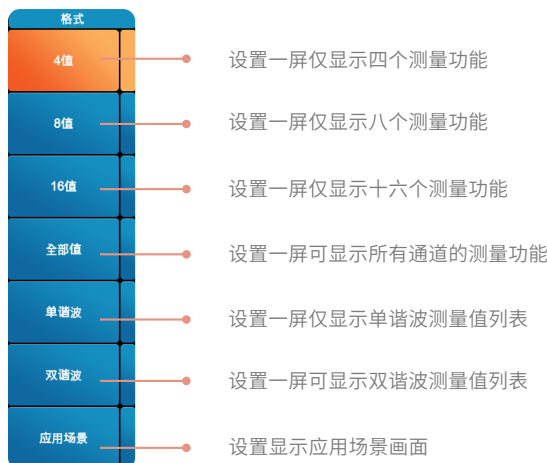 格式
4值
设置一屏仅显示四个测量功能
8值
设置一屏仅显示八个测量功能
16值
设置一屏仅显示十六个测量功能
全部值
设置一屏可显示所有通道的测量功能
单谐波
设置一屏仅显示单谐波测量值列表
双谐波
设置一屏可显示双谐波测量值列表
应用场景
设置显示应用场景画面